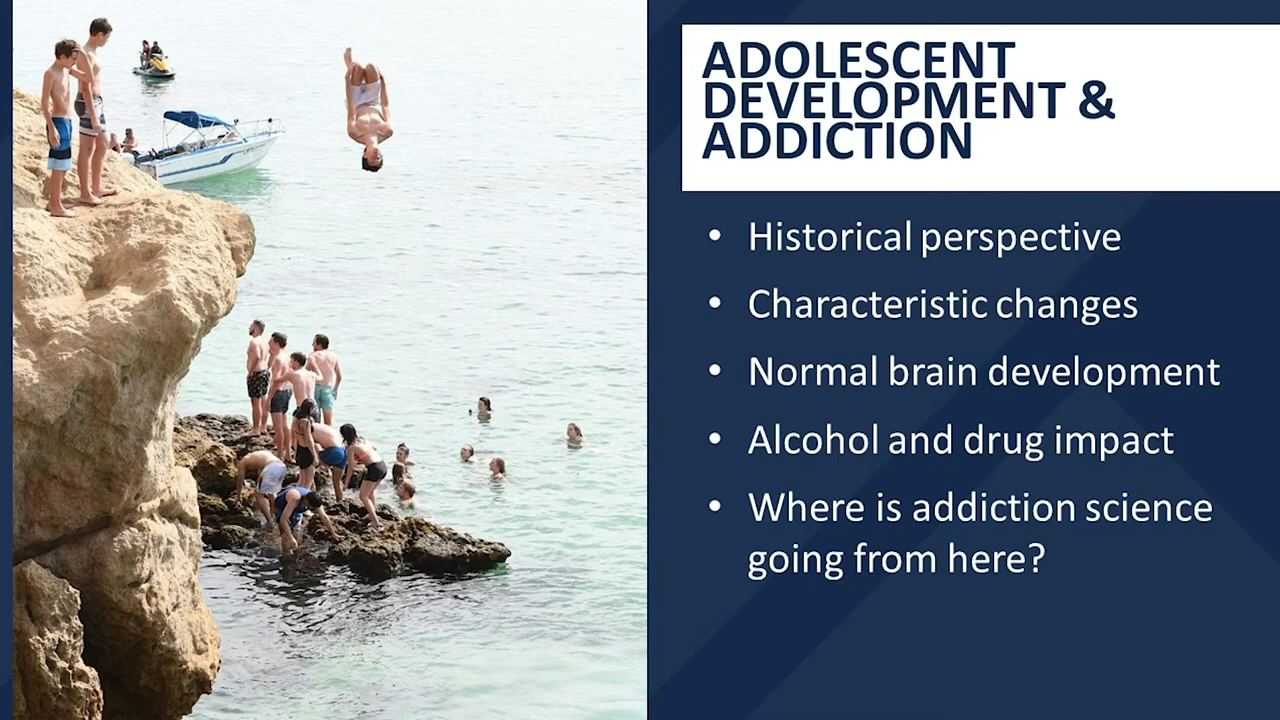 ADOLESCENT
DEVELOPMENT &
ADDICTION
• Historical perspective
• Characteristic changes
• Normal brain development
• Alcohol and drug impact
• Where is addiction science
going from here?